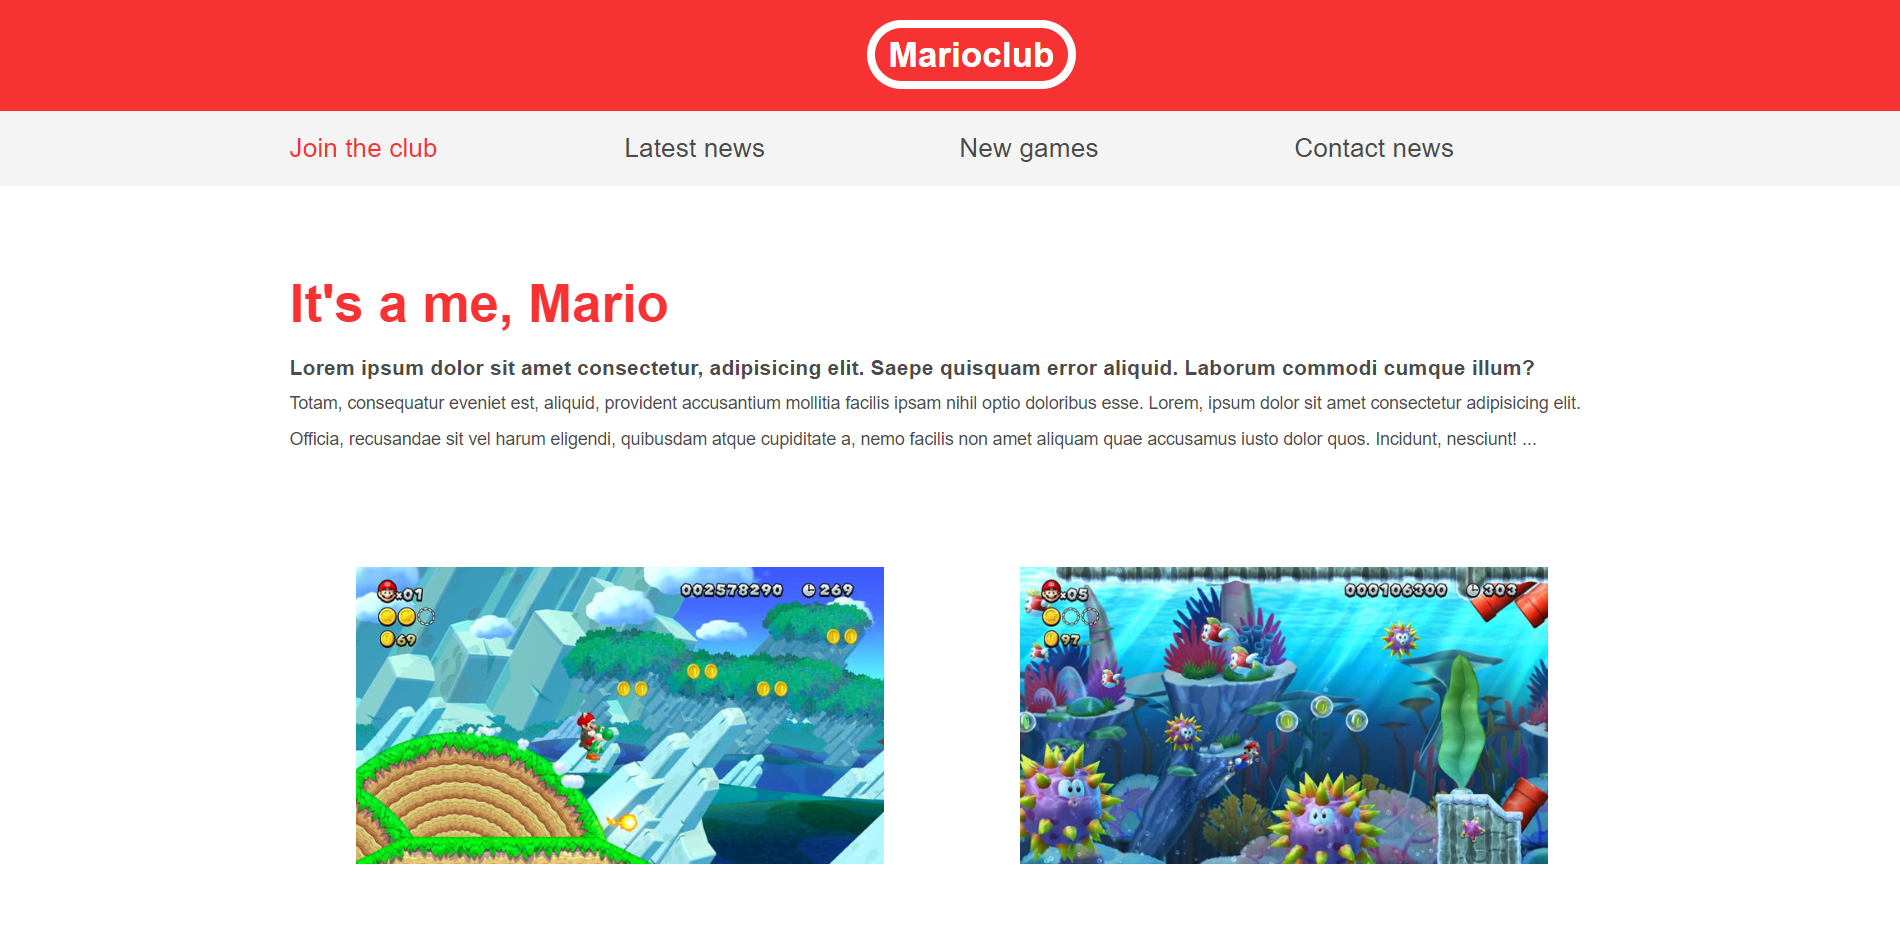 Marioclub
Join the club
Latest news
New games
Contact news
It's a me, Mario
Lorem ipsum dolor sit amet consectetur, adipisicing elit. Saepe quisquam error aliquid. Laborum commodi cumque illum?
Totam, consequatur eveniet est, aliquid, provident accusantium mollitia facilis ipsam nihil optio doloribus esse. Lorem, ipsum dolor sit amet consectetur adipisicing elit.
Officia, recusandae sit vel harum eligendi, quibusdam atque cupiditate a, nemo facilis non amet aliquam quae accusamus iusto dolor quos. Incidunt, nesciunt! ...
x01
002578290
269
69
x05
000106300
303
97